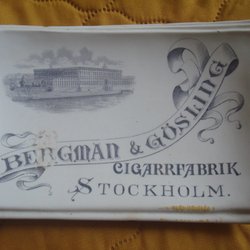 BERGMAN & GÖSLING
CIGARRFABRIK
STOCKHOLM.